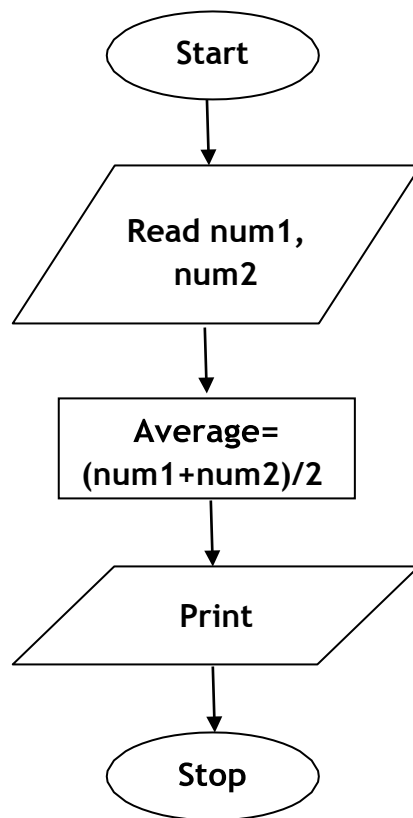 Start
Read num1,
num2
Average=
(num1+num2)/2
Print
Stop